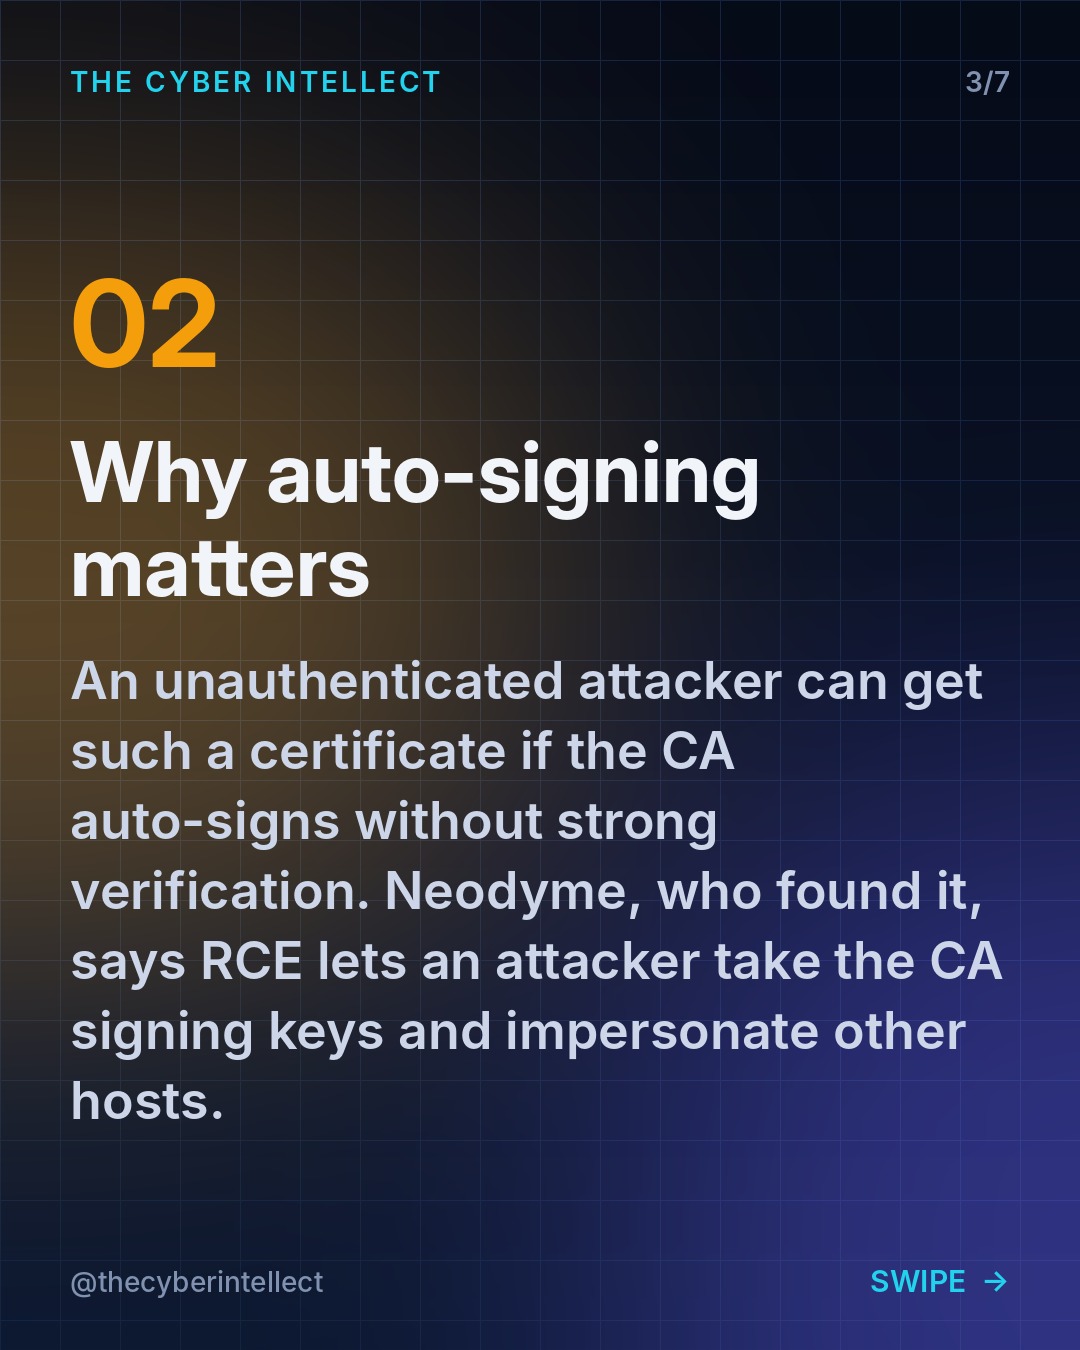 THE CYBER INTELLECT
3/7
02
Why auto-signing
matters
An unauthenticated attacker can get
such a certificate if the CA
auto-signs without strong
verification. Neodyme, who found it,
says RCE lets an attacker take the CA
signing keys and impersonate other
hosts.
@thecyberintellect
SWIPE →